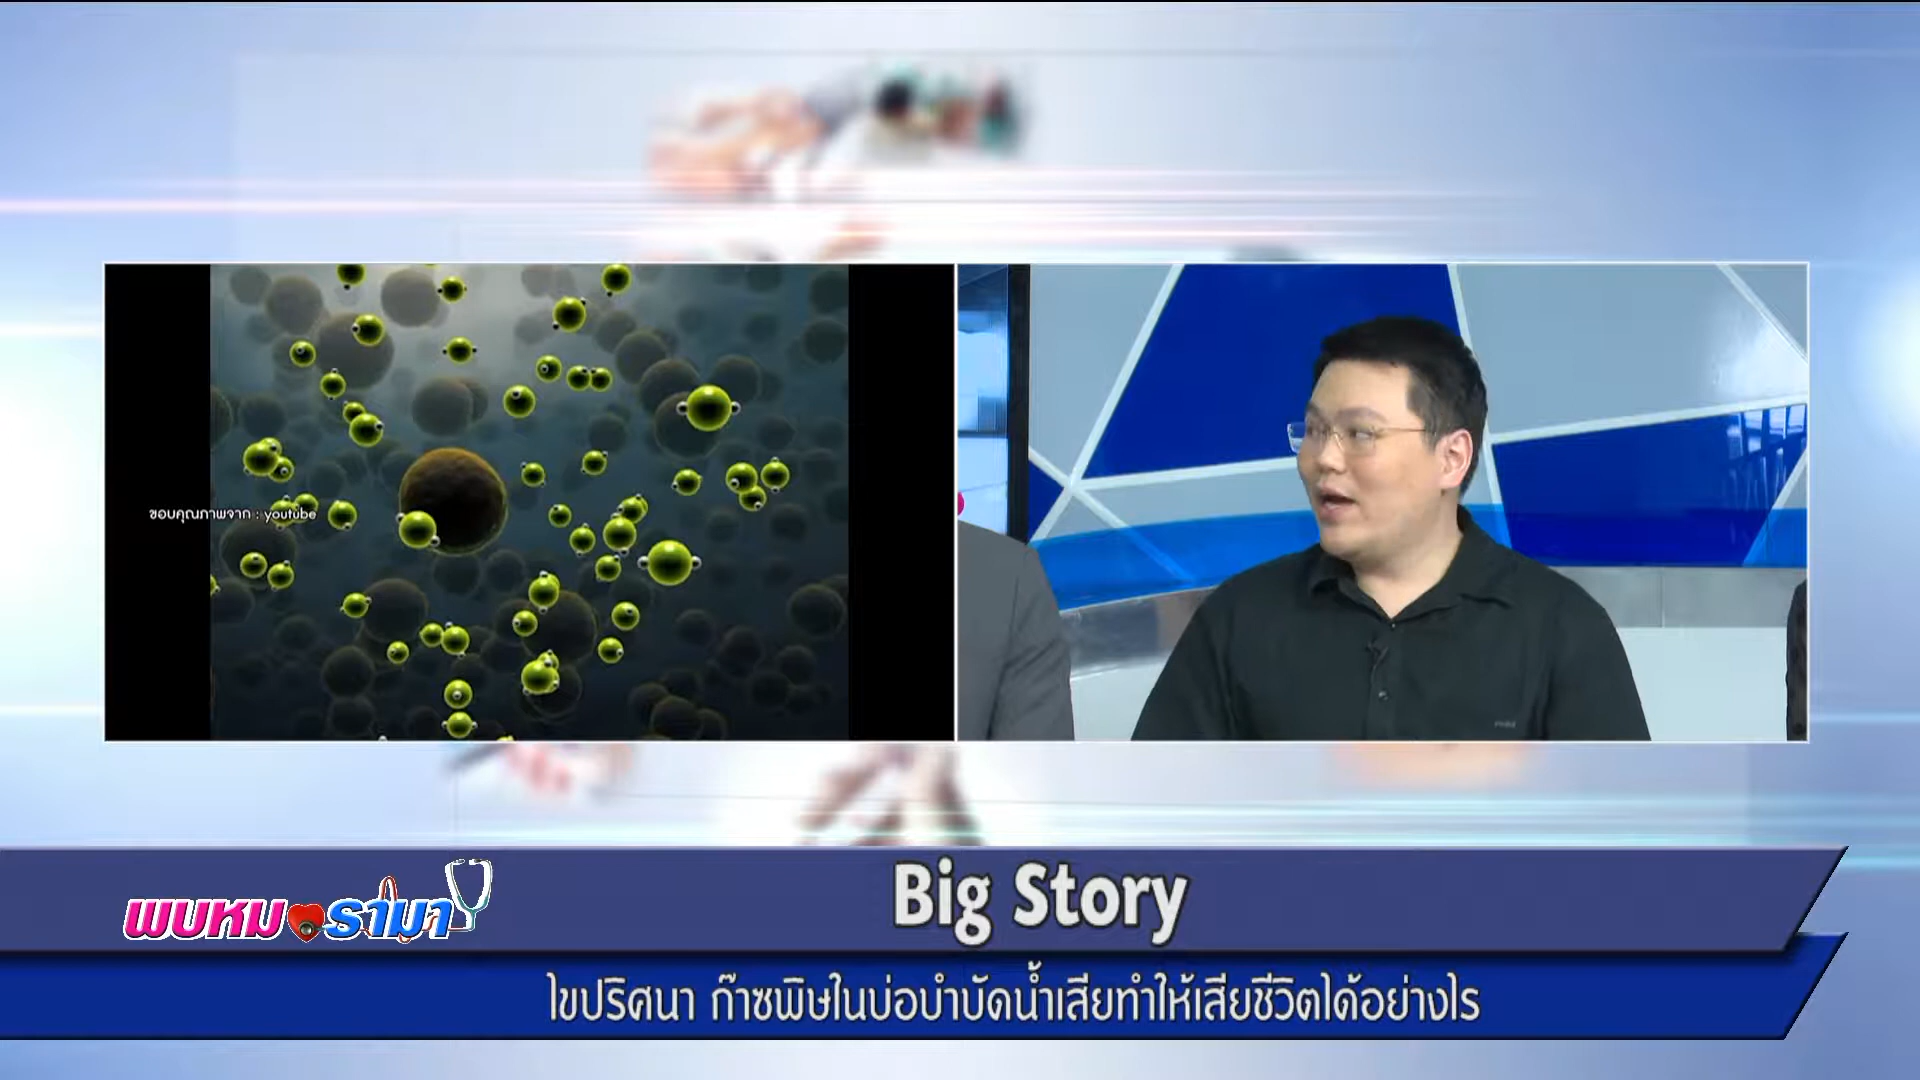 ขอบคุณภาพจาก : youtube
พบหมอรามา
Big Story
ไขปริศนา ก๊าซพิษในบ่อบำบัดน้ำเสียทำให้เสียชีวิตได้อย่างไร